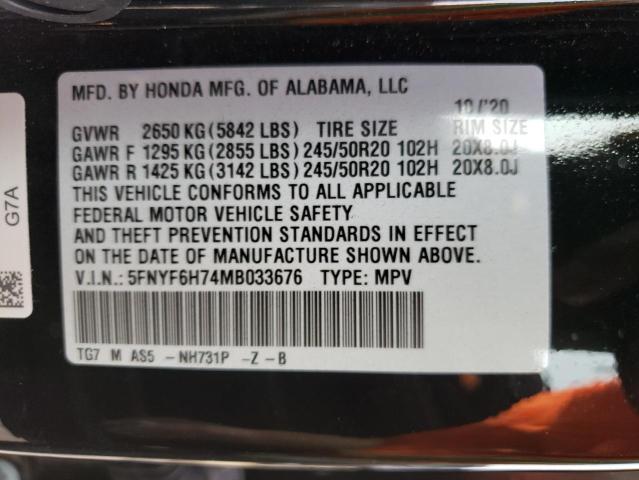 MFD. BY HONDA MFG. OF ALABAMA, LLC
10/'20
GVWR 2650 KG(5842 LBS) TIRE SIZE RIM SIZE
GAWR F 1295 KG(2855 LBS) 245/50R20 102H 20X8.0J
GAWR R 1425 KG(3142 LBS) 245/50R20 102H 20X8.0J
THIS VEHICLE CONFORMS TO ALL APPLICABLE
FEDERAL MOTOR VEHICLE SAFETY
AND THEFT PREVENTION STANDARDS IN EFFECT
ON THE DATE OF MANUFACTURE SHOWN ABOVE.
V.I.N.: 5FNYF6H74MB033676 TYPE: MPV
TG7 M AS5 -NH731P -Z -B
G7A